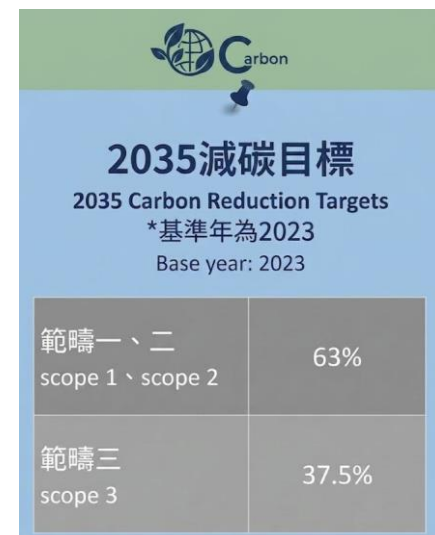 Carbon
2035減碳目標
2035 Carbon Reduction Targets
*基準年為2023
Base year: 2023
範疇一、二
scope 1、scope 2
63%
範疇三
scope 3
37.5%